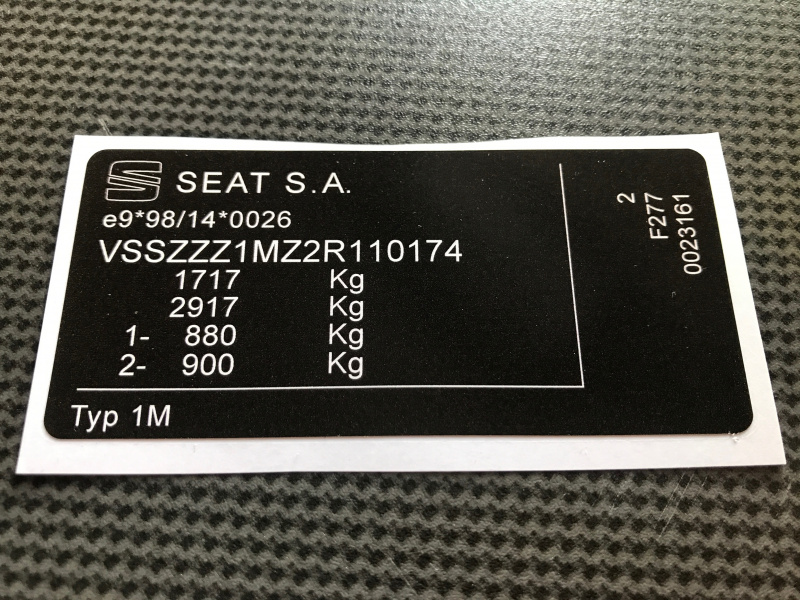 SEAT S.A.
e9*98/14*0026
VSSZZZ1MZ2R110174
1717 Kg
2917 Kg
1- 880 Kg
2- 900 Kg
Typ 1M
2
F277
0023161